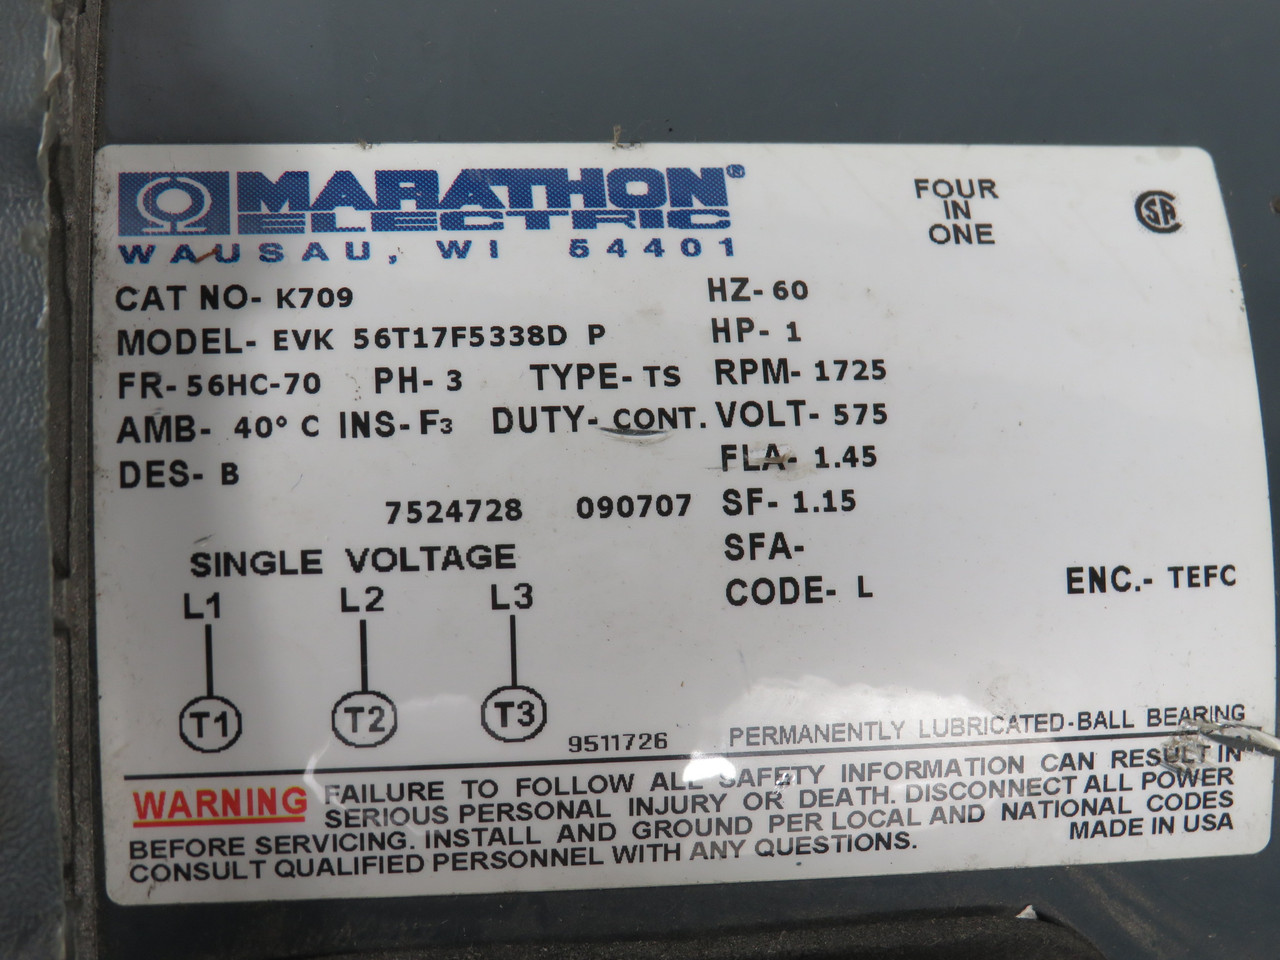 MARATHON®
ELECTRIC
WAUSAU, WI 54401
FOUR
IN
ONE
SA
CAT NO- K709
HZ- 60
MODEL- EVK 56T17F5338D P
HP- 1
FR- 56HC-70 PH- 3 TYPE- TS
RPM- 1725
AMB- 40° C INS- F3 DUTY- CONT.
VOLT- 575
DES- B
FLA- 1.45
7524728 090707
SF- 1.15
SFA-
CODE- L
ENC.- TEFC
SINGLE VOLTAGE
L1 L2 L3
T1 T2 T3
9511726
PERMANENTLY LUBRICATED-BALL BEARING
WARNING FAILURE TO FOLLOW ALL SAFETY INFORMATION CAN RESULT IN
SERIOUS PERSONAL INJURY OR DEATH. DISCONNECT ALL POWER
BEFORE SERVICING. INSTALL AND GROUND PER LOCAL AND NATIONAL CODES
CONSULT QUALIFIED PERSONNEL WITH ANY QUESTIONS.
MADE IN USA